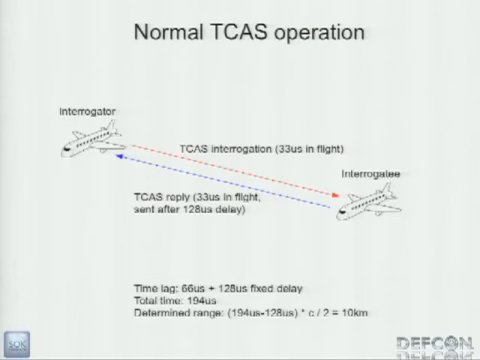 Normal TCAS operation
Interrogator
TCAS interrogation (33us in flight)
Interrogatee
TCAS reply (33us in flight,
sent after 128us delay)
Time lag: 66us + 128us fixed delay
Total time: 194us
Determined range: (194us-128us) * c / 2 = 10km
DEFCON